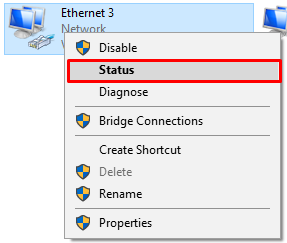 Ethernet 3
Network
Disable
Status
Diagnose
Bridge Connections
Create Shortcut
Delete
Rename
Properties